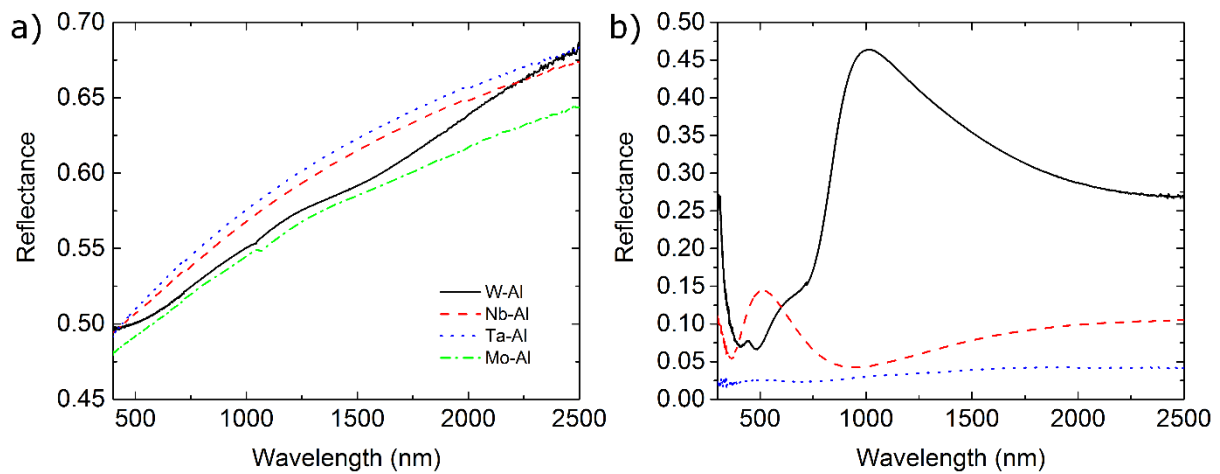 a)
0.70
0.65
0.60
0.55
0.50
0.45
Reflectance
500 1000 1500 2000 2500
Wavelength (nm)
W-Al
Nb-Al
Ta-Al
Mo-Al
b)
0.50
0.45
0.40
0.35
0.30
0.25
0.20
0.15
0.10
0.05
0.00
Reflectance
500 1000 1500 2000 2500
Wavelength (nm)